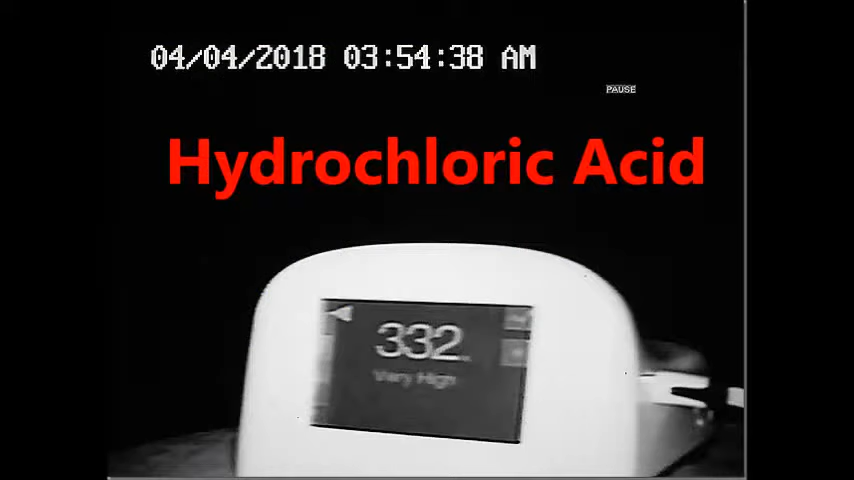 04/04/2018 03:54:38 AM
PAUSE
Hydrochloric Acid
332
Very High